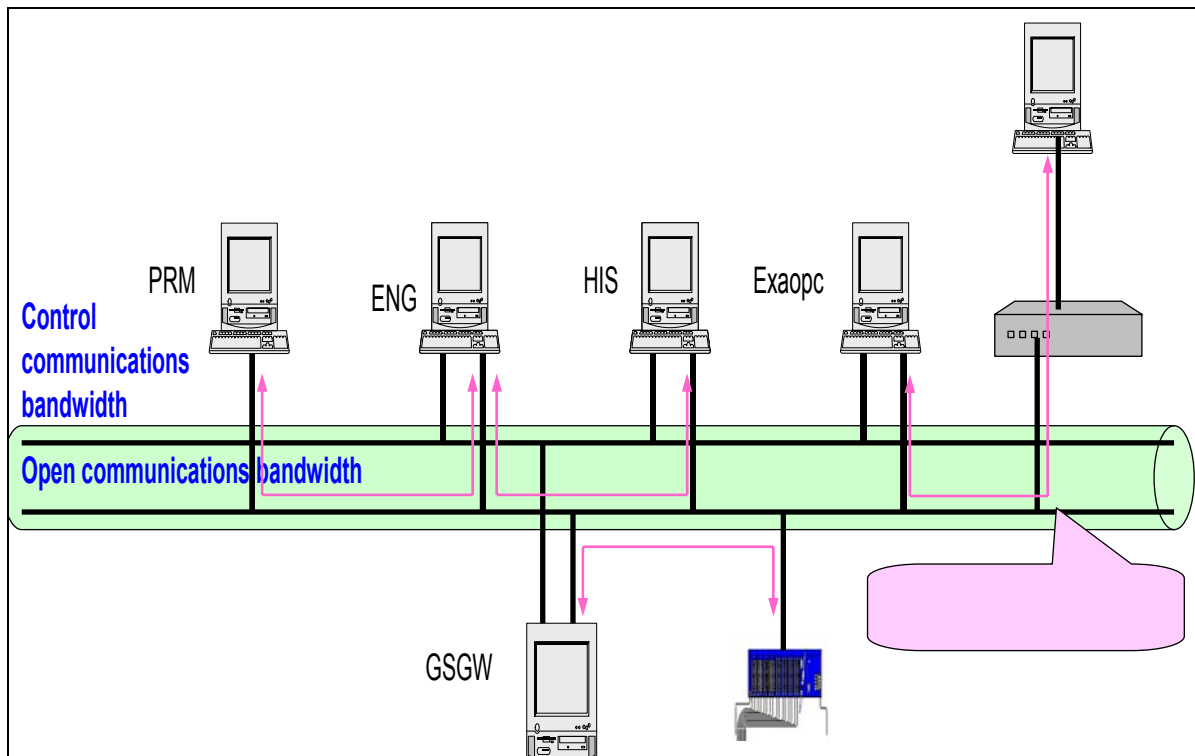 PRM
ENG
HIS
Exaopc
Control
communications
bandwidth
Open communications bandwidth
GSGW